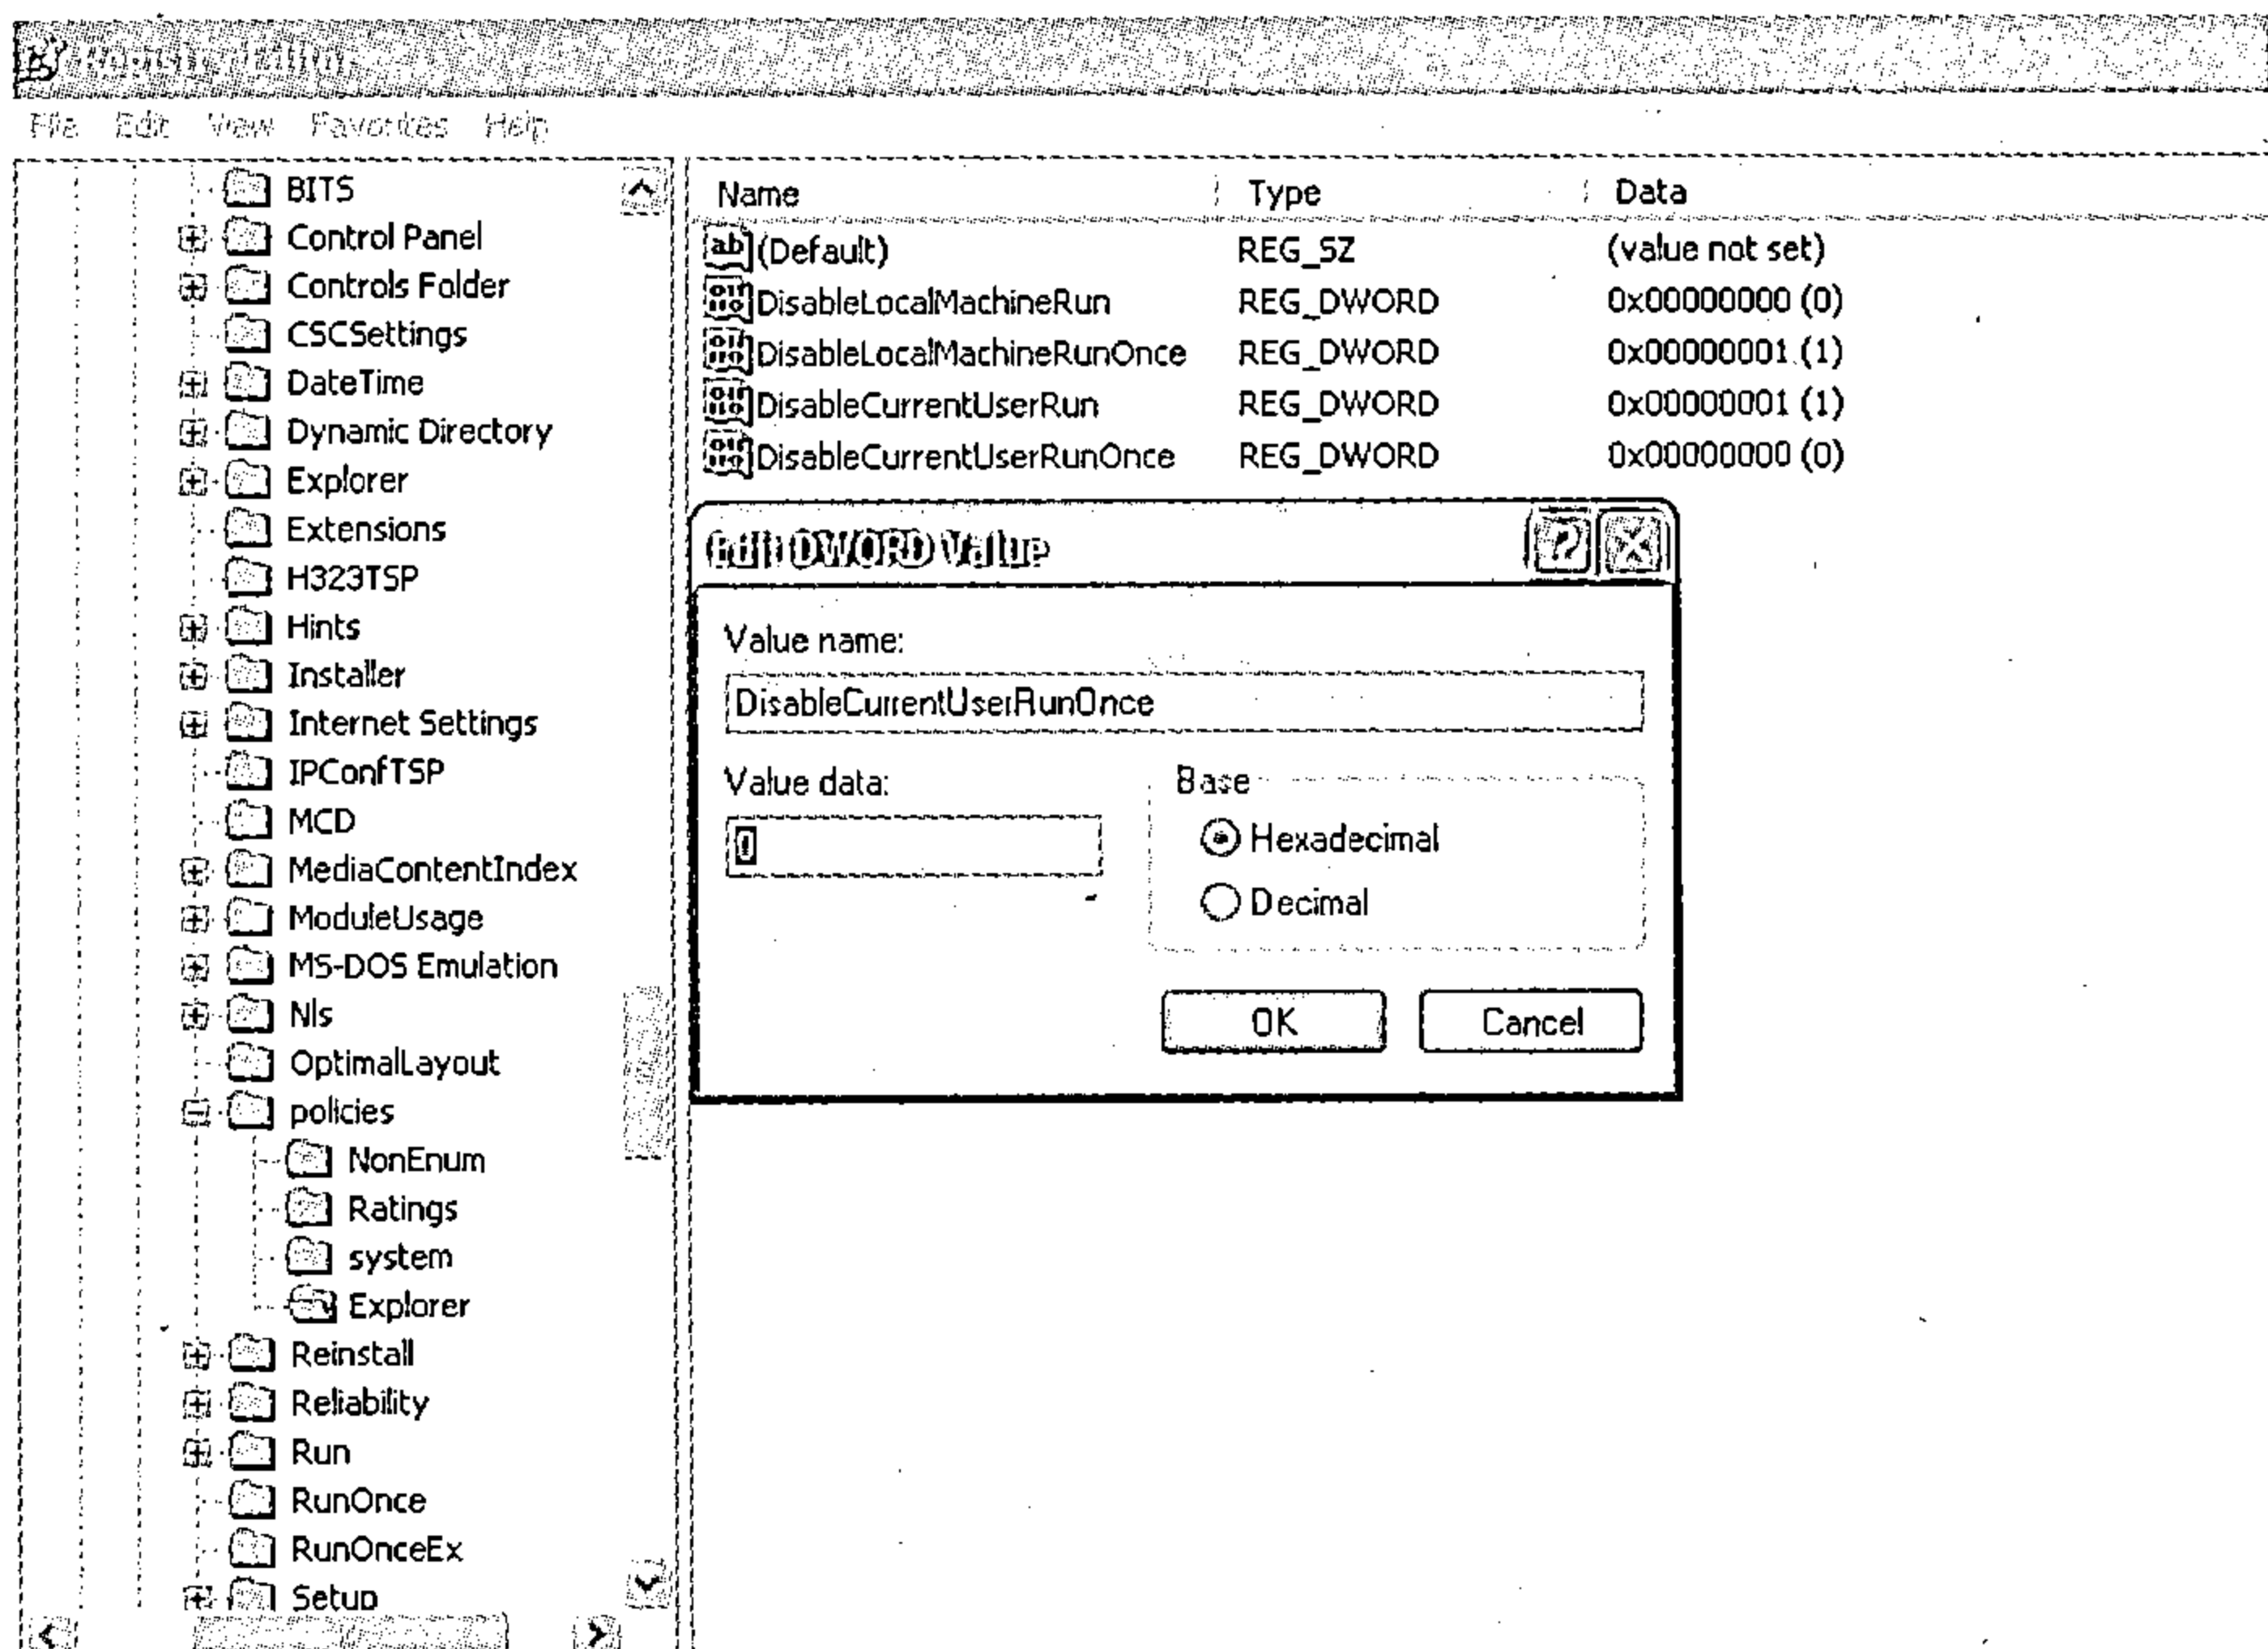 Registry Editor
File Edit View Favorites Help
BITS
Control Panel
Controls Folder
CSCSettings
DateTime
Dynamic Directory
Explorer
Extensions
H323TSP
Hints
Installer
Internet Settings
IPConfTSP
MCD
MediaContentIndex
ModuleUsage
MS-DOS Emulation
Nls
OptimalLayout
policies
NonEnum
Ratings
system
Explorer
Reinstall
Reliability
Run
RunOnce
RunOnceEx
Setup
Name Type Data
(Default) REG_SZ (value not set)
DisableLocalMachineRun REG_DWORD 0x00000000 (0)
DisableLocalMachineRunOnce REG_DWORD 0x00000001 (1)
DisableCurrentUserRun REG_DWORD 0x00000001 (1)
DisableCurrentUserRunOnce REG_DWORD 0x00000000 (0)
Edit DWORD Value
Value name:
DisableCurrentUserRunOnce
Value data:
0
Base
Hexadecimal
Decimal
OK Cancel